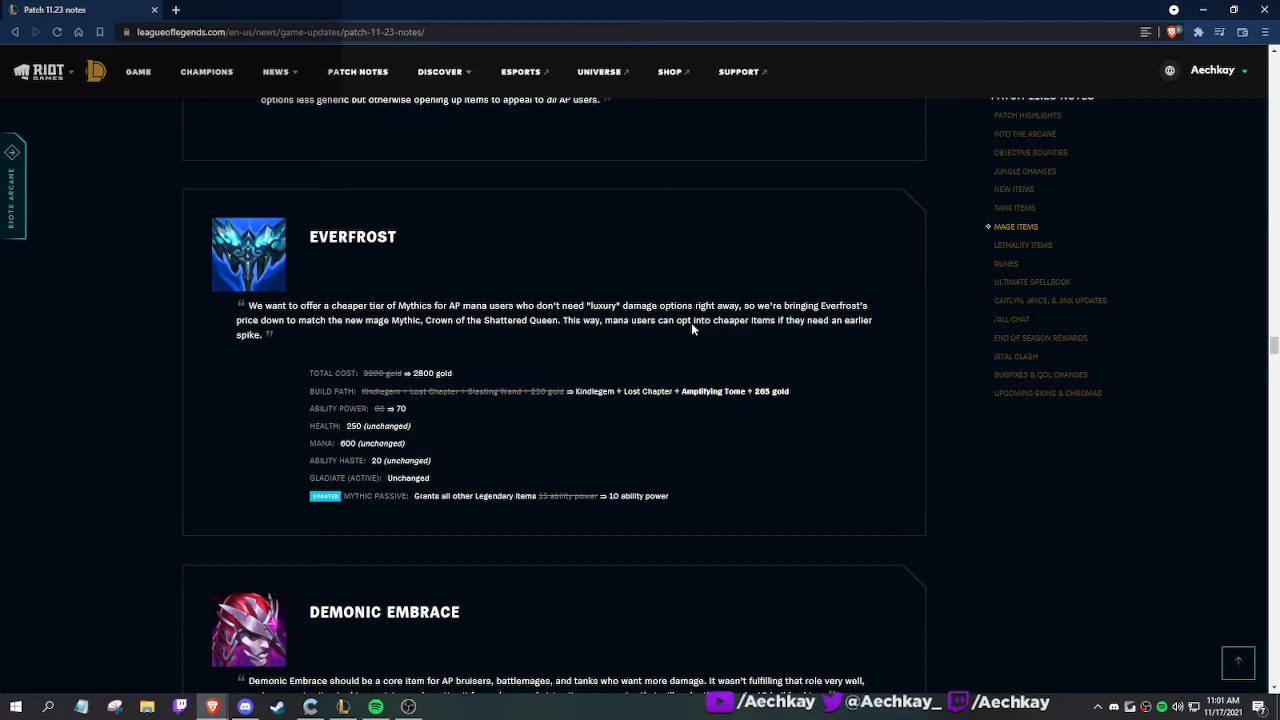 Patch 11.23 notes
leagueoflegends.com/en-us/news/game-updates/patch-11-23-notes/
RIOT GAMES
GAME
CHAMPIONS
NEWS
PATCH NOTES
DISCOVER
ESPORTS
UNIVERSE
SHOP
SUPPORT
Aechkay
options less generic but otherwise opening up items to appeal to all AP users. ”
RIOTX ARCANE
EVERFROST
“ We want to offer a cheaper tier of Mythics for AP mana users who don't need "luxury" damage options right away, so we're bringing Everfrost's
price down to match the new mage Mythic, Crown of the Shattered Queen. This way, mana users can opt into cheaper items if they need an earlier
spike. ”
TOTAL COST: 3200 gold ⇒ 2800 gold
BUILD PATH: Kindlegem + Lost Chapter + Blasting Wand + 250 gold ⇒ Kindlegem + Lost Chapter + Amplifying Tome + 265 gold
ABILITY POWER: 80 ⇒ 70
HEALTH: 250 (unchanged)
MANA: 600 (unchanged)
ABILITY HASTE: 20 (unchanged)
GLACIATE (ACTIVE): Unchanged
UPDATED MYTHIC PASSIVE: Grants all other Legendary items 15 ability power ⇒ 10 ability power
DEMONIC EMBRACE
“ Demonic Embrace should be a core item for AP bruisers, battlemages, and tanks who want more damage. It wasn't fulfilling that role very well,
PATCH 11.23 NOTES
PATCH HIGHLIGHTS
INTO THE ARCANE
OBJECTIVE BOUNTIES
JUNGLE CHANGES
NEW ITEMS
TANK ITEMS
MAGE ITEMS
LETHALITY ITEMS
RUNES
ULTIMATE SPELLBOOK
CAITLYN, JAYCE, & JINX UPDATES
/ALL CHAT
END OF SEASON REWARDS
IXTAL CLASH
BUGFIXES & QOL CHANGES
UPCOMING SKINS & CHROMAS
/Aechkay
@Aechkay_
/Aechkay
11:01 AM
11/17/2021